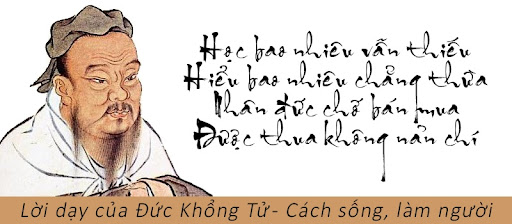 Học bao nhiêu vẫn thiếu
Hiểu bao nhiêu chẳng thừa
Nhân đức chớ bán mua
Được thua không nản chí
Lời dạy của Đức Khổng Tử- Cách sống, làm người